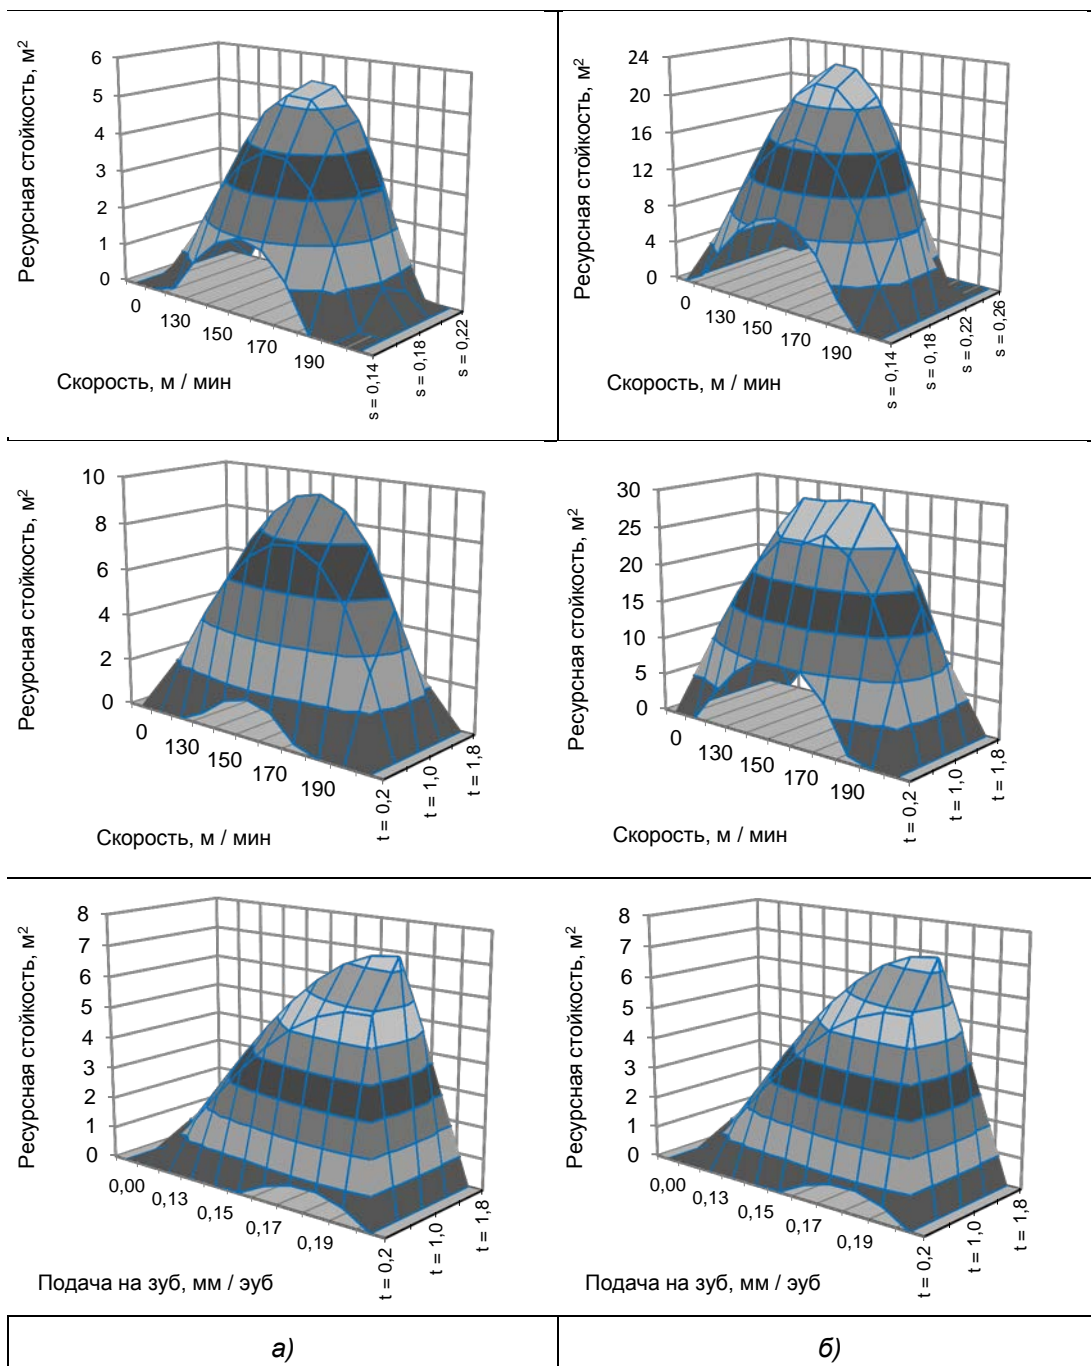 Ресурсная стойкость, м²
6
5
4
3
2
1
0
0
130
150
170
190
s = 0,14
s = 0,18
s = 0,22
Скорость, м / мин
Ресурсная стойкость, м²
24
20
16
12
8
4
0
0
130
150
170
190
s = 0,14
s = 0,18
s = 0,22
s = 0,26
Скорость, м / мин
Ресурсная стойкость, м²
10
8
6
4
2
0
0
130
150
170
190
t = 0,2
t = 1,0
t = 1,8
Скорость, м / мин
Ресурсная стойкость, м²
30
25
20
15
10
5
0
0
130
150
170
190
t = 0,2
t = 1,0
t = 1,8
Скорость, м / мин
Ресурсная стойкость, м²
8
7
6
5
4
3
2
1
0
0,00
0,13
0,15
0,17
0,19
t = 0,2
t = 1,0
t = 1,8
Подача на зуб, мм / эуб
Ресурсная стойкость, м²
8
7
6
5
4
3
2
1
0
0,00
0,13
0,15
0,17
0,19
t = 0,2
t = 1,0
t = 1,8
Подача на зуб, мм / эуб
а)
б)